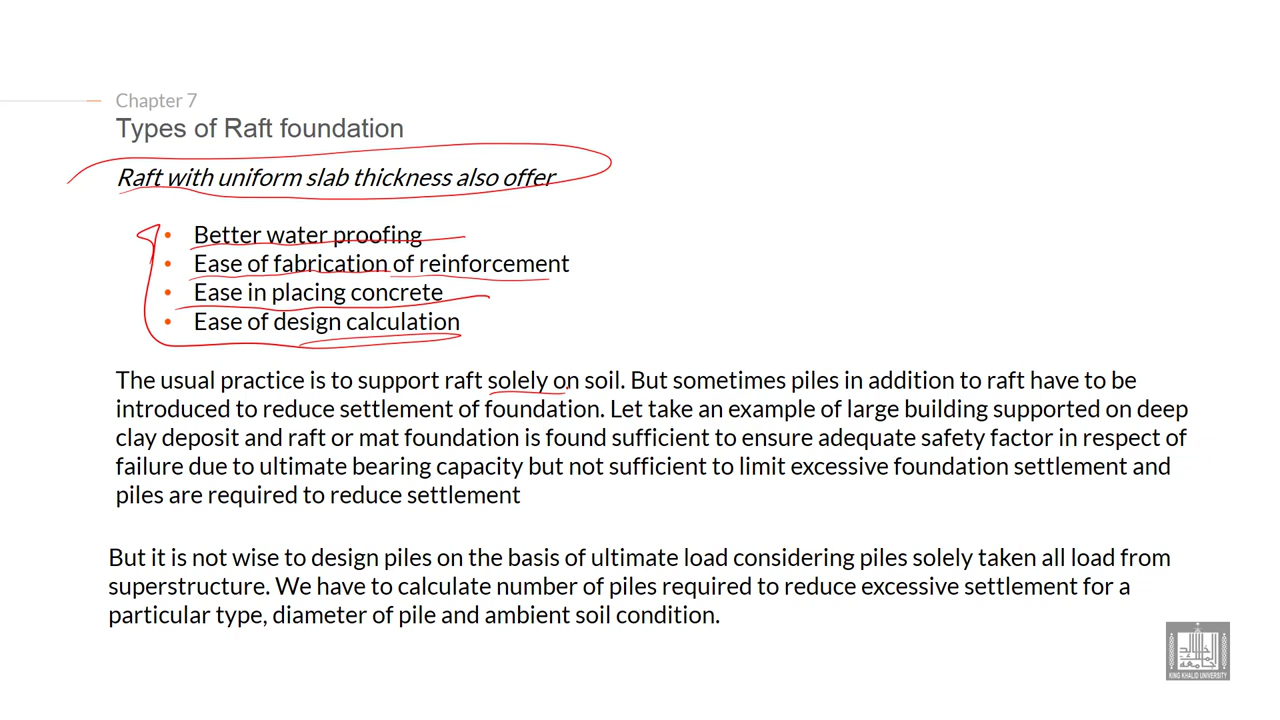 Chapter 7
Types of Raft foundation
Raft with uniform slab thickness also offer
• Better water proofing
• Ease of fabrication of reinforcement
• Ease in placing concrete
• Ease of design calculation
The usual practice is to support raft solely on soil. But sometimes piles in addition to raft have to be
introduced to reduce settlement of foundation. Let take an example of large building supported on deep
clay deposit and raft or mat foundation is found sufficient to ensure adequate safety factor in respect of
failure due to ultimate bearing capacity but not sufficient to limit excessive foundation settlement and
piles are required to reduce settlement
But it is not wise to design piles on the basis of ultimate load considering piles solely taken all load from
superstructure. We have to calculate number of piles required to reduce excessive settlement for a
particular type, diameter of pile and ambient soil condition.
KING KHALID UNIVERSITY